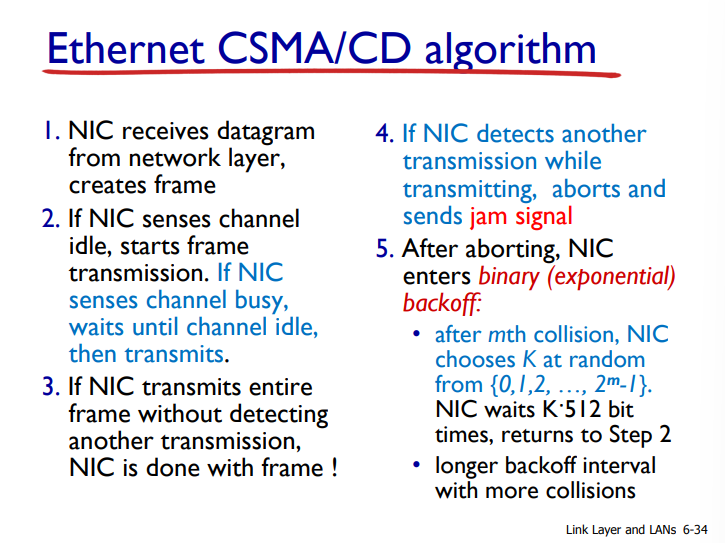 Ethernet CSMA/CD algorithm
1. NIC receives datagram
from network layer,
creates frame
2. If NIC senses channel
idle, starts frame
transmission. If NIC
senses channel busy,
waits until channel idle,
then transmits.
3. If NIC transmits entire
frame without detecting
another transmission,
NIC is done with frame !
4. If NIC detects another
transmission while
transmitting, aborts and
sends jam signal
5. After aborting, NIC
enters binary (exponential)
backoff:
• after mth collision, NIC
chooses K at random
from {0,1,2, …, 2ᵐ-1}.
NIC waits K·512 bit
times, returns to Step 2
• longer backoff interval
with more collisions
Link Layer and LANs 6-34